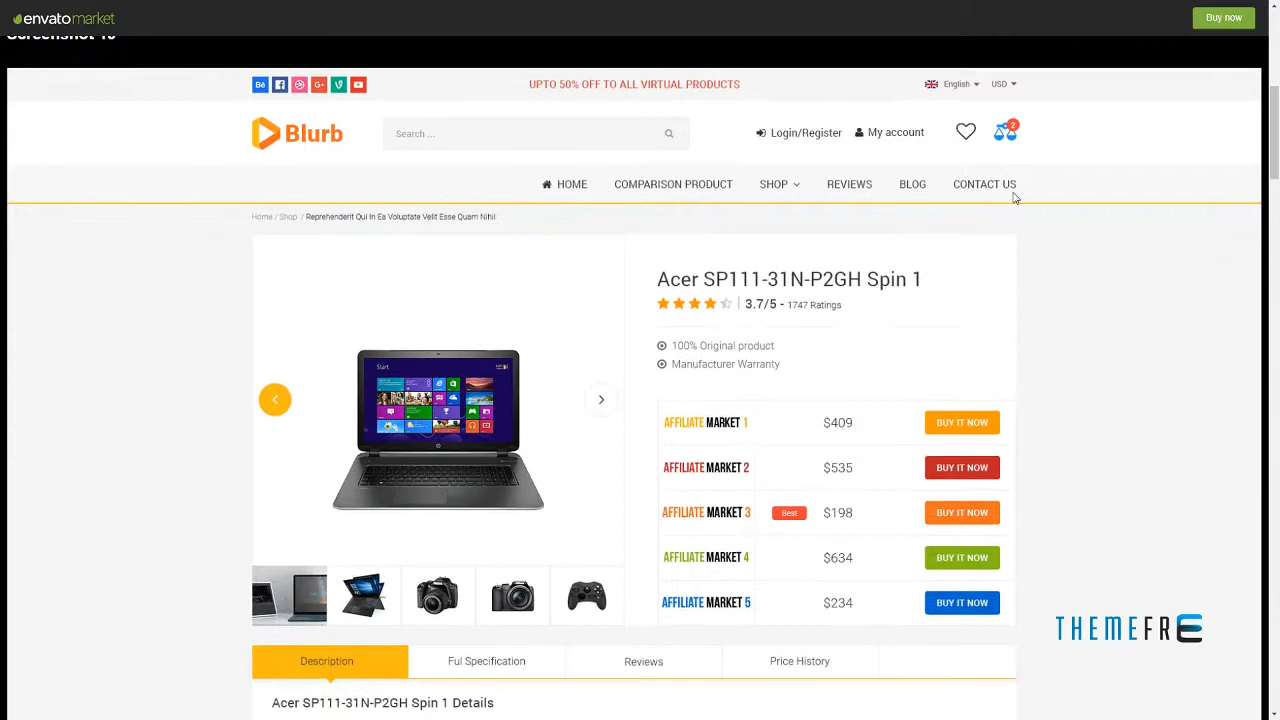 envatomarket
Buy now
Screenshot 10
UPTO 50% OFF TO ALL VIRTUAL PRODUCTS
English
USD
Blurb
Search ...
Login/Register
My account
2
HOME
COMPARISON PRODUCT
SHOP
REVIEWS
BLOG
CONTACT US
Home / Shop / Reprehenderit Qui In Ea Voluptate Velit Esse Quam Nihil
Acer SP111-31N-P2GH Spin 1
3.7/5 - 1747 Ratings
100% Original product
Manufacturer Warranty
Start
AFFILIATE MARKET 1 $409 BUY IT NOW
AFFILIATE MARKET 2 $535 BUY IT NOW
AFFILIATE MARKET 3 Best $198 BUY IT NOW
AFFILIATE MARKET 4 $634 BUY IT NOW
AFFILIATE MARKET 5 $234 BUY IT NOW
THEMEFRE
Description
Ful Specification
Reviews
Price History
Acer SP111-31N-P2GH Spin 1 Details